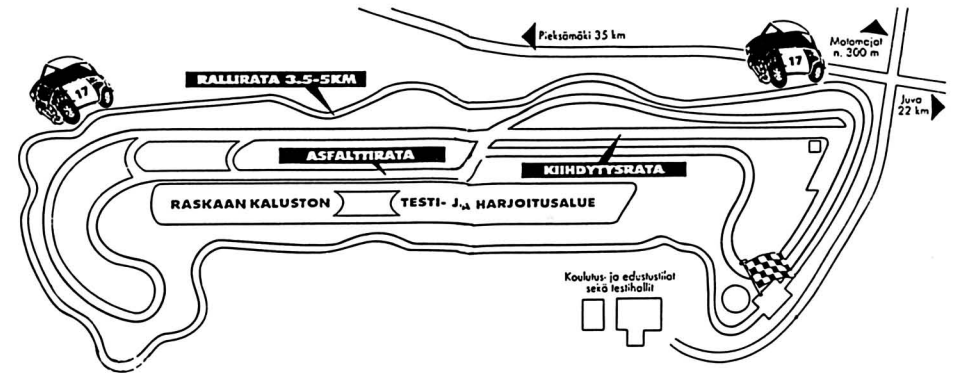 Pieksämäki 35 km
Motomajat
n. 300 m
17
17
RALLIRATA 3.5-5KM
Juva
22 km
ASFALTTIRATA
KIIHDYTYSRATA
RASKAAN KALUSTON TESTI- JA HARJOITUSALUE
Koulutus- ja edustustilat
sekä testihallit